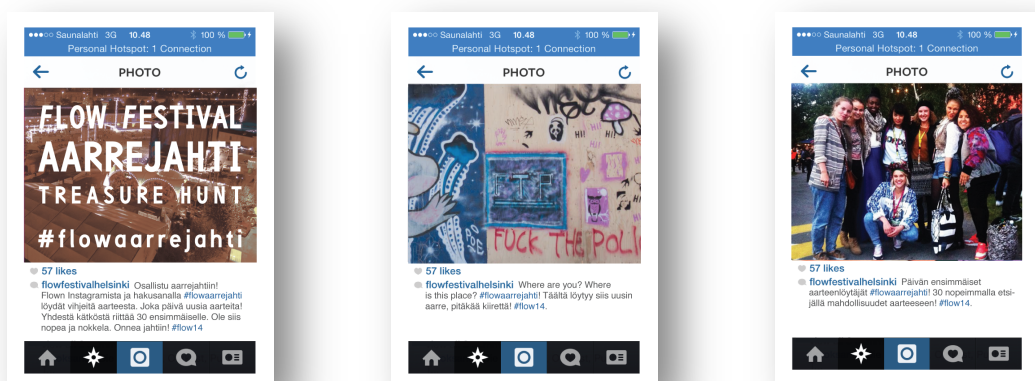 Saunalahti 3G 10.48 100 %
Personal Hotspot: 1 Connection
PHOTO
FLOW FESTIVAL
AARREJAHTI
TREASURE HUNT
#flowaarrejahti
57 likes
flowfestivalhelsinki Osallistu aarrejahtiin!
Flown Instagramista ja hakusanalla #flowaarrejahti
löydät vihjeitä aarteesta. Joka päivä uusia aarteita!
Yhdestä kätköstä riittää 30 ensimmäiselle. Ole siis
nopea ja nokkela. Onnea jahtiin! #flow14
Saunalahti 3G 10.48 100 %
Personal Hotspot: 1 Connection
PHOTO
HI!
HI!
HI!
FTP
FUCK THE POLI
57 likes
flowfestivalhelsinki Where are you? Where
is this place? #flowaarrejahti! Täältä löytyy siis uusin
aarre, pitäkää kiirettä! #flow14.
Saunalahti 3G 10.48 100 %
Personal Hotspot: 1 Connection
PHOTO
57 likes
flowfestivalhelsinki Päivän ensimmäiset
aarteenlöytäjät #flowaarrejahti! 30 nopeimmalla etsi-
jällä mahdollisuudet aarteeseen! #flow14.